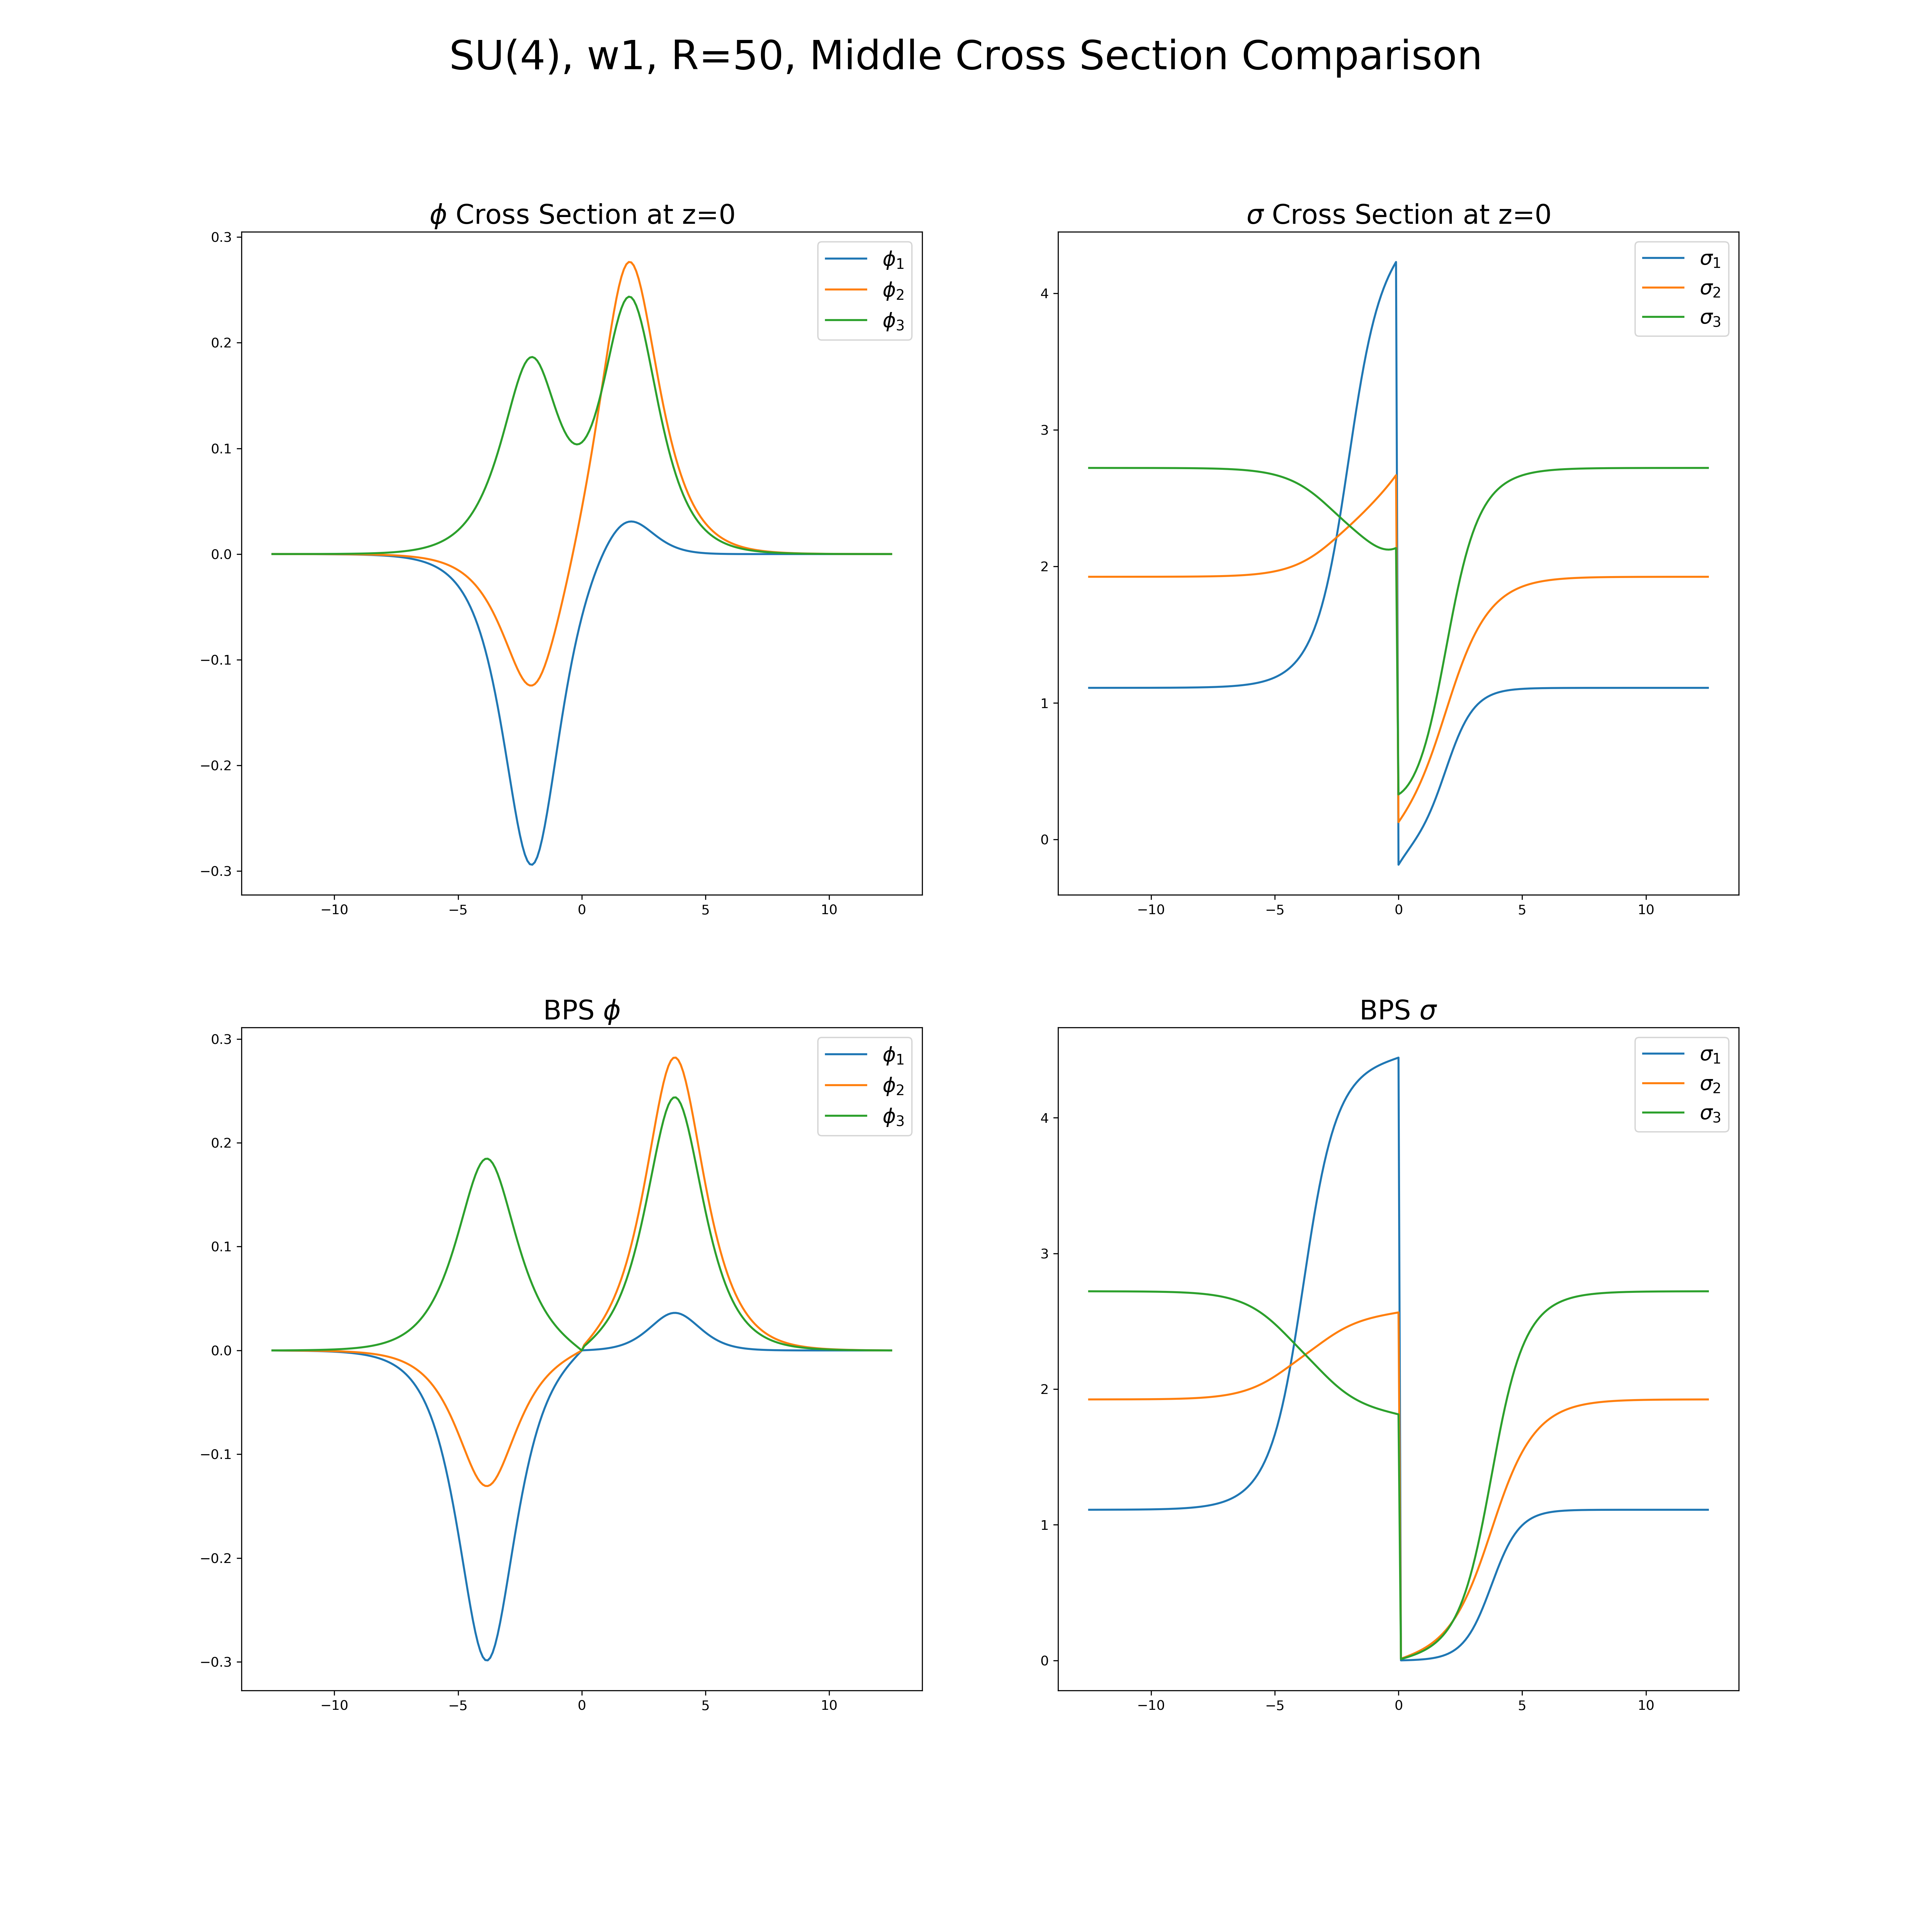 SU(4), w1, R=50, Middle Cross Section Comparison
ϕ Cross Section at z=0
0.3
0.2
0.1
0.0
−0.1
−0.2
−0.3
−10 −5 0 5 10
ϕ₁
ϕ₂
ϕ₃
σ Cross Section at z=0
4
3
2
1
0
−10 −5 0 5 10
σ₁
σ₂
σ₃
BPS ϕ
0.3
0.2
0.1
0.0
−0.1
−0.2
−0.3
−10 −5 0 5 10
ϕ₁
ϕ₂
ϕ₃
BPS σ
4
3
2
1
0
−10 −5 0 5 10
σ₁
σ₂
σ₃